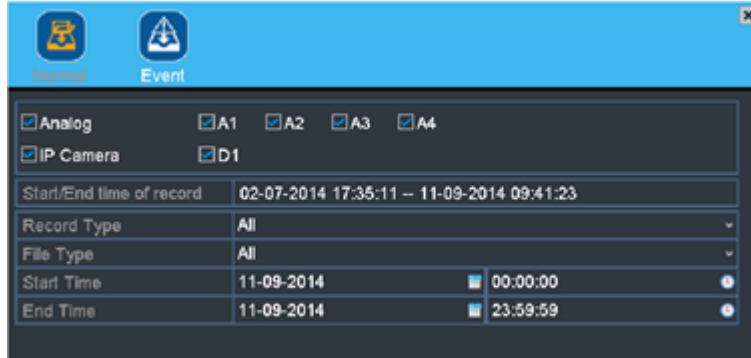 Normal Event
Analog A1 A2 A3 A4
IP Camera D1
Start/End time of record 02-07-2014 17:35:11 -- 11-09-2014 09:41:23
Record Type All
File Type All
Start Time 11-09-2014 00:00:00
End Time 11-09-2014 23:59:59